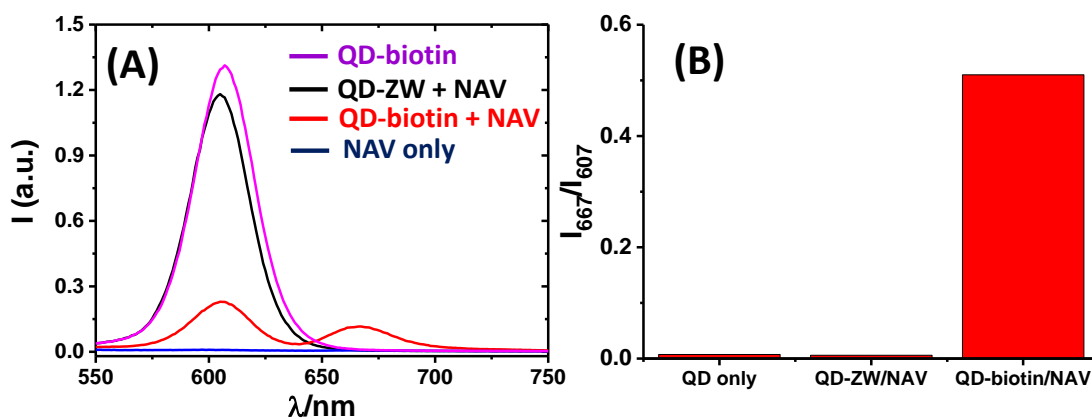 (A)
QD-biotin
QD-ZW + NAV
QD-biotin + NAV
NAV only
I (a.u.)
1.5
1.2
0.9
0.6
0.3
0.0
550 600 650 700 750
λ/nm
(B)
I667/I607
0.6
0.4
0.2
0.0
QD only QD-ZW/NAV QD-biotin/NAV